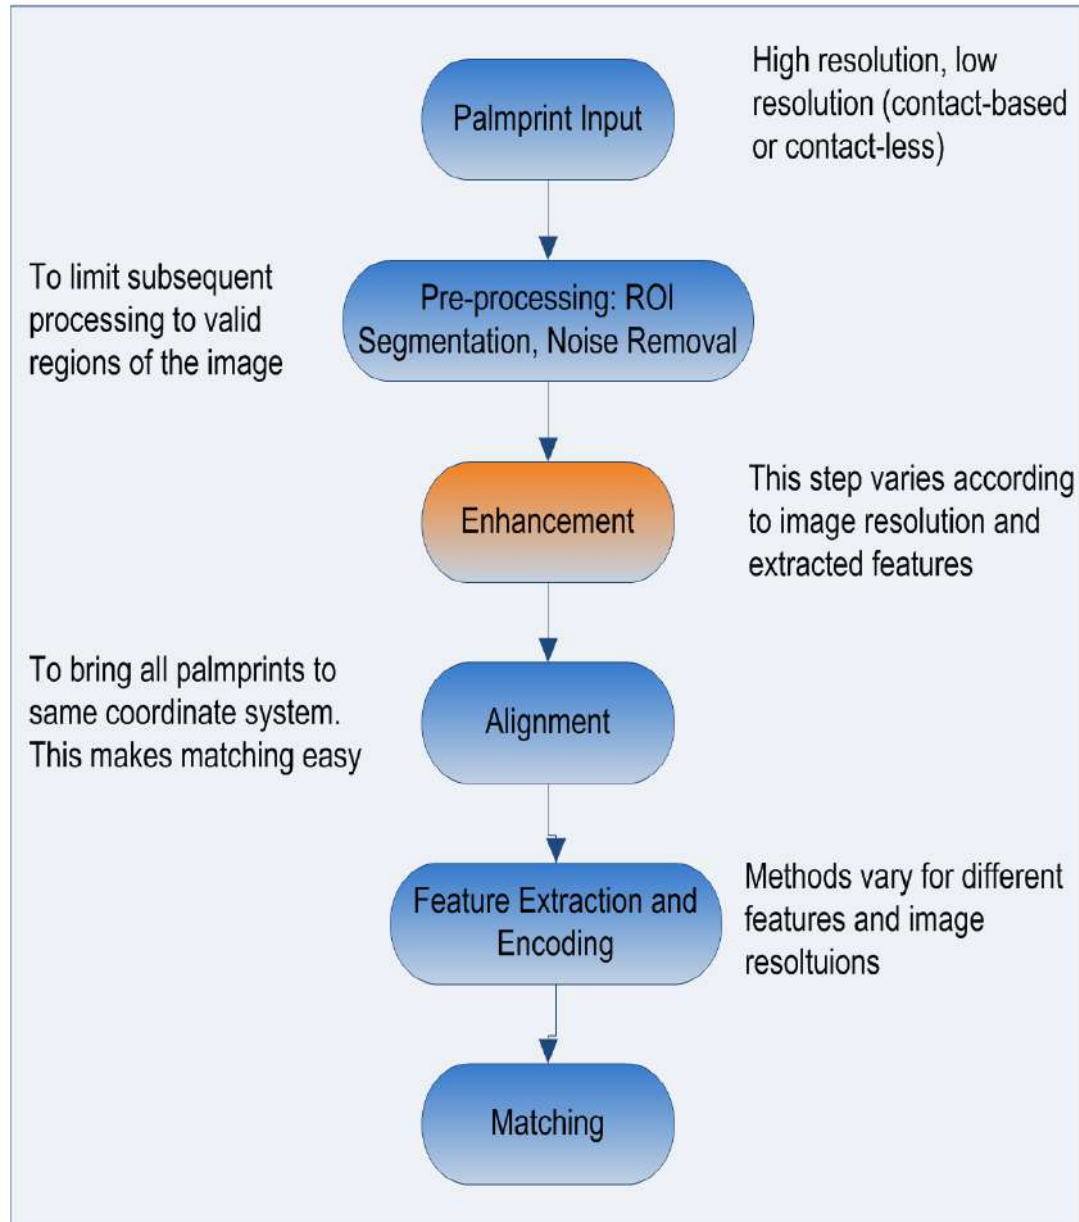 Palmprint Input
High resolution, low
resolution (contact-based
or contact-less)
To limit subsequent
processing to valid
regions of the image
Pre-processing: ROI
Segmentation, Noise Removal
Enhancement
This step varies according
to image resolution and
extracted features
To bring all palmprints to
same coordinate system.
This makes matching easy
Alignment
Feature Extraction and
Encoding
Methods vary for different
features and image
resoltuions
Matching